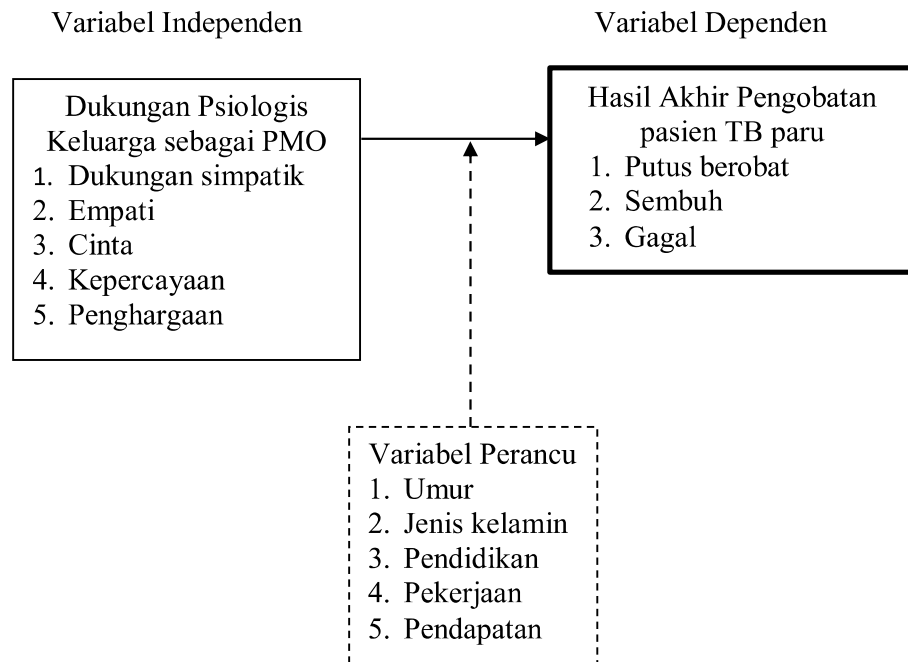 Variabel Independen
Variabel Dependen
Dukungan Psiologis
Keluarga sebagai PMO
1. Dukungan simpatik
2. Empati
3. Cinta
4. Kepercayaan
5. Penghargaan
Hasil Akhir Pengobatan
pasien TB paru
1. Putus berobat
2. Sembuh
3. Gagal
Variabel Perancu
1. Umur
2. Jenis kelamin
3. Pendidikan
4. Pekerjaan
5. Pendapatan